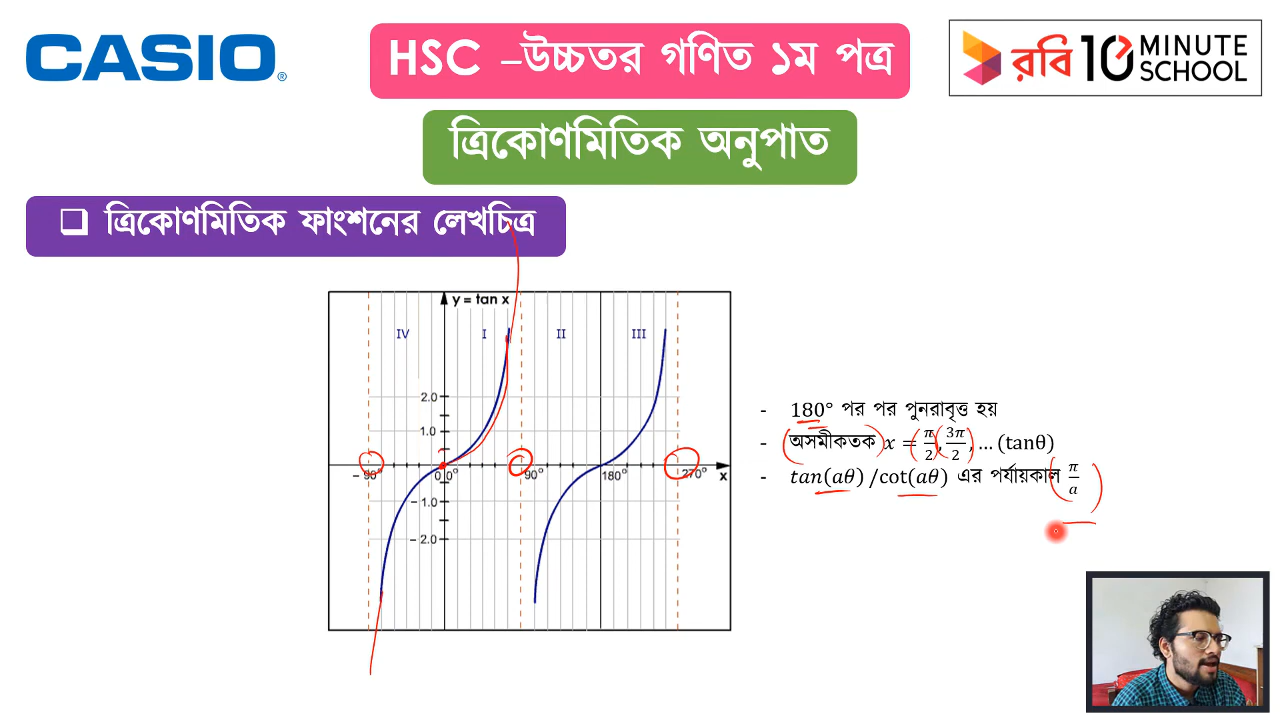 CASIO®
HSC –উচ্চতর গণিত ১ম পত্র
রবি 10 MINUTE SCHOOL
ত্রিকোণমিতিক অনুপাত
❑ ত্রিকোণমিতিক ফাংশনের লেখচিত্র
y = tan x
IV I II III
2.0
1.0
– 90° 0.0° 90° 180° 270° x
– 1.0
– 2.0
- 180° পর পর পুনরাবৃত্ত হয়
- অসমীকতক x = π/2, 3π/2, … (tanθ)
- tan(aθ) /cot(aθ) এর পর্যায়কাল π/a